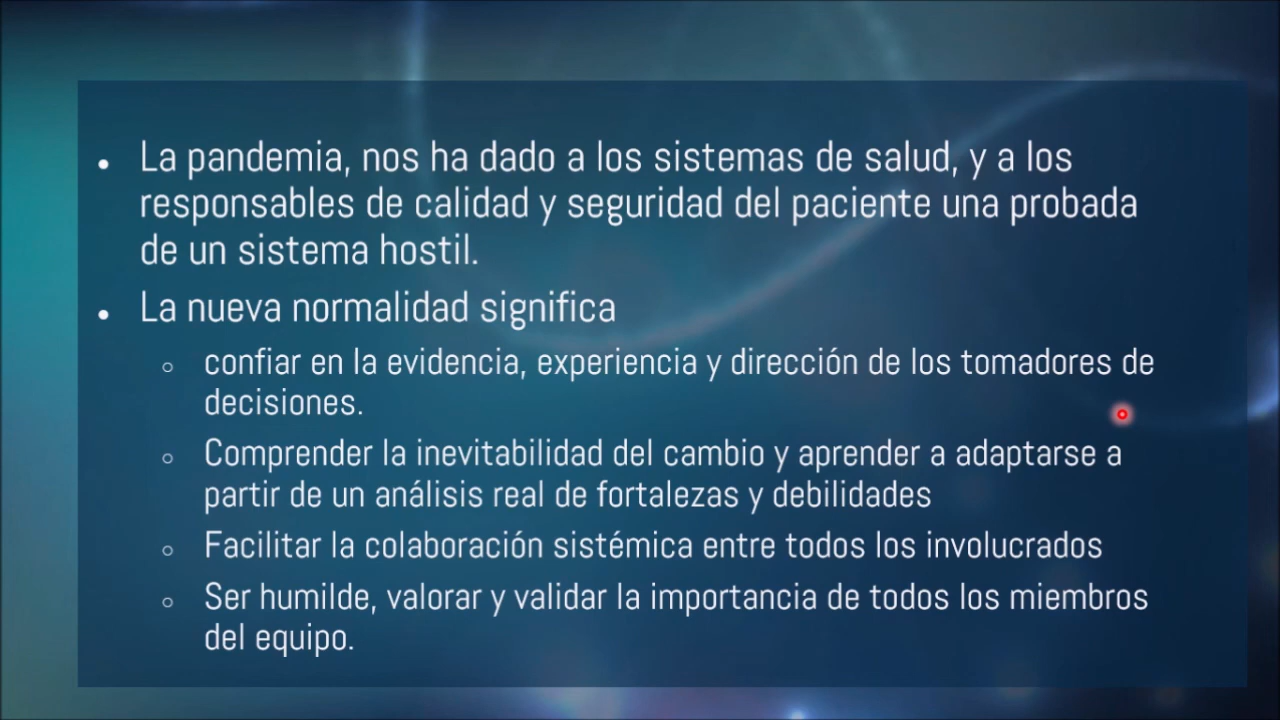 • La pandemia, nos ha dado a los sistemas de salud, y a los
responsables de calidad y seguridad del paciente una probada
de un sistema hostil.
• La nueva normalidad significa
○ confiar en la evidencia, experiencia y dirección de los tomadores de
decisiones.
○ Comprender la inevitabilidad del cambio y aprender a adaptarse a
partir de un análisis real de fortalezas y debilidades
○ Facilitar la colaboración sistémica entre todos los involucrados
○ Ser humilde, valorar y validar la importancia de todos los miembros
del equipo.